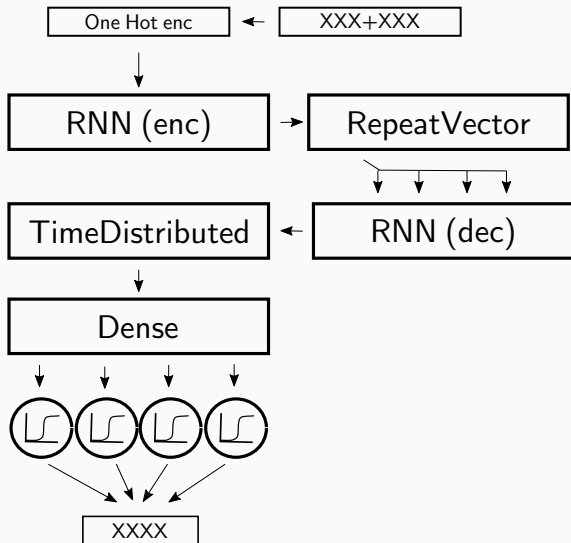 One Hot enc
XXX+XXX
RNN (enc)
RepeatVector
TimeDistributed
RNN (dec)
Dense
XXXX